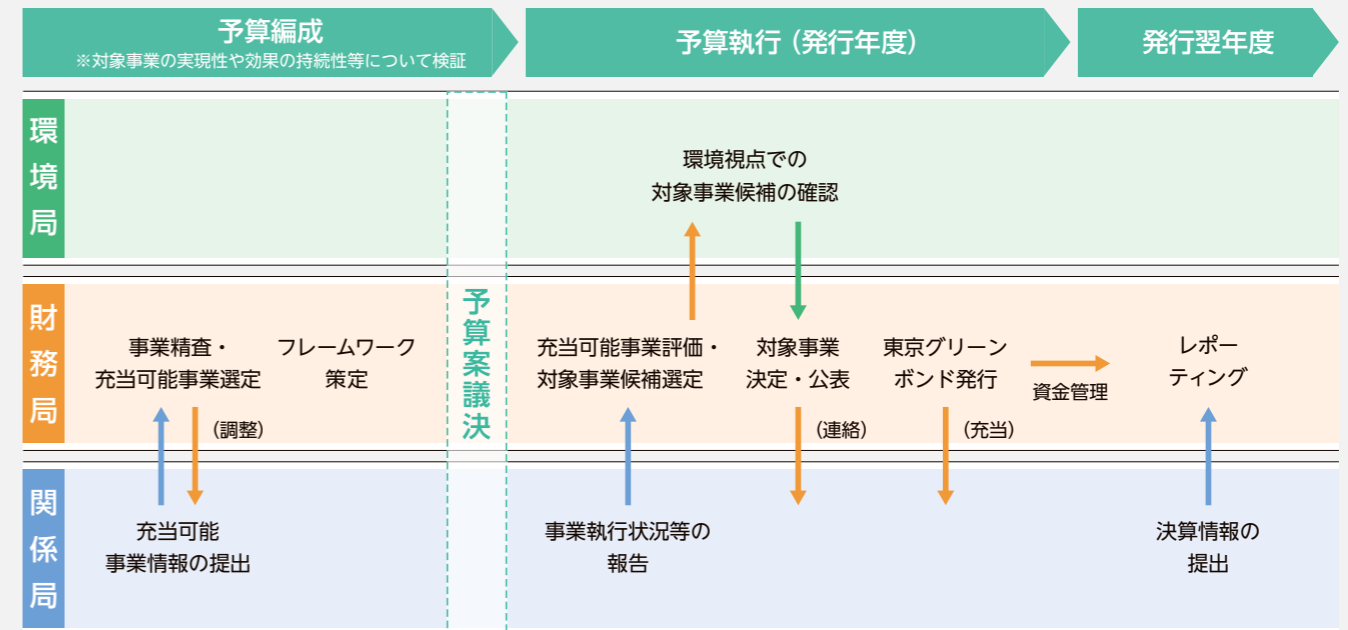 予算編成
※対象事業の実現性や効果の持続性等について検証
予算執行（発行年度）
発行翌年度
環境局
環境視点での
対象事業候補の確認
財務局
事業精査・
充当可能事業選定
フレームワーク
策定
（調整）
予算案議決
充当可能事業評価・
対象事業候補選定
対象事業
決定・公表
（連絡）
東京グリーン
ボンド発行
（充当）
資金管理
レポー
ティング
関係局
充当可能
事業情報の提出
事業執行状況等の
報告
決算情報の
提出